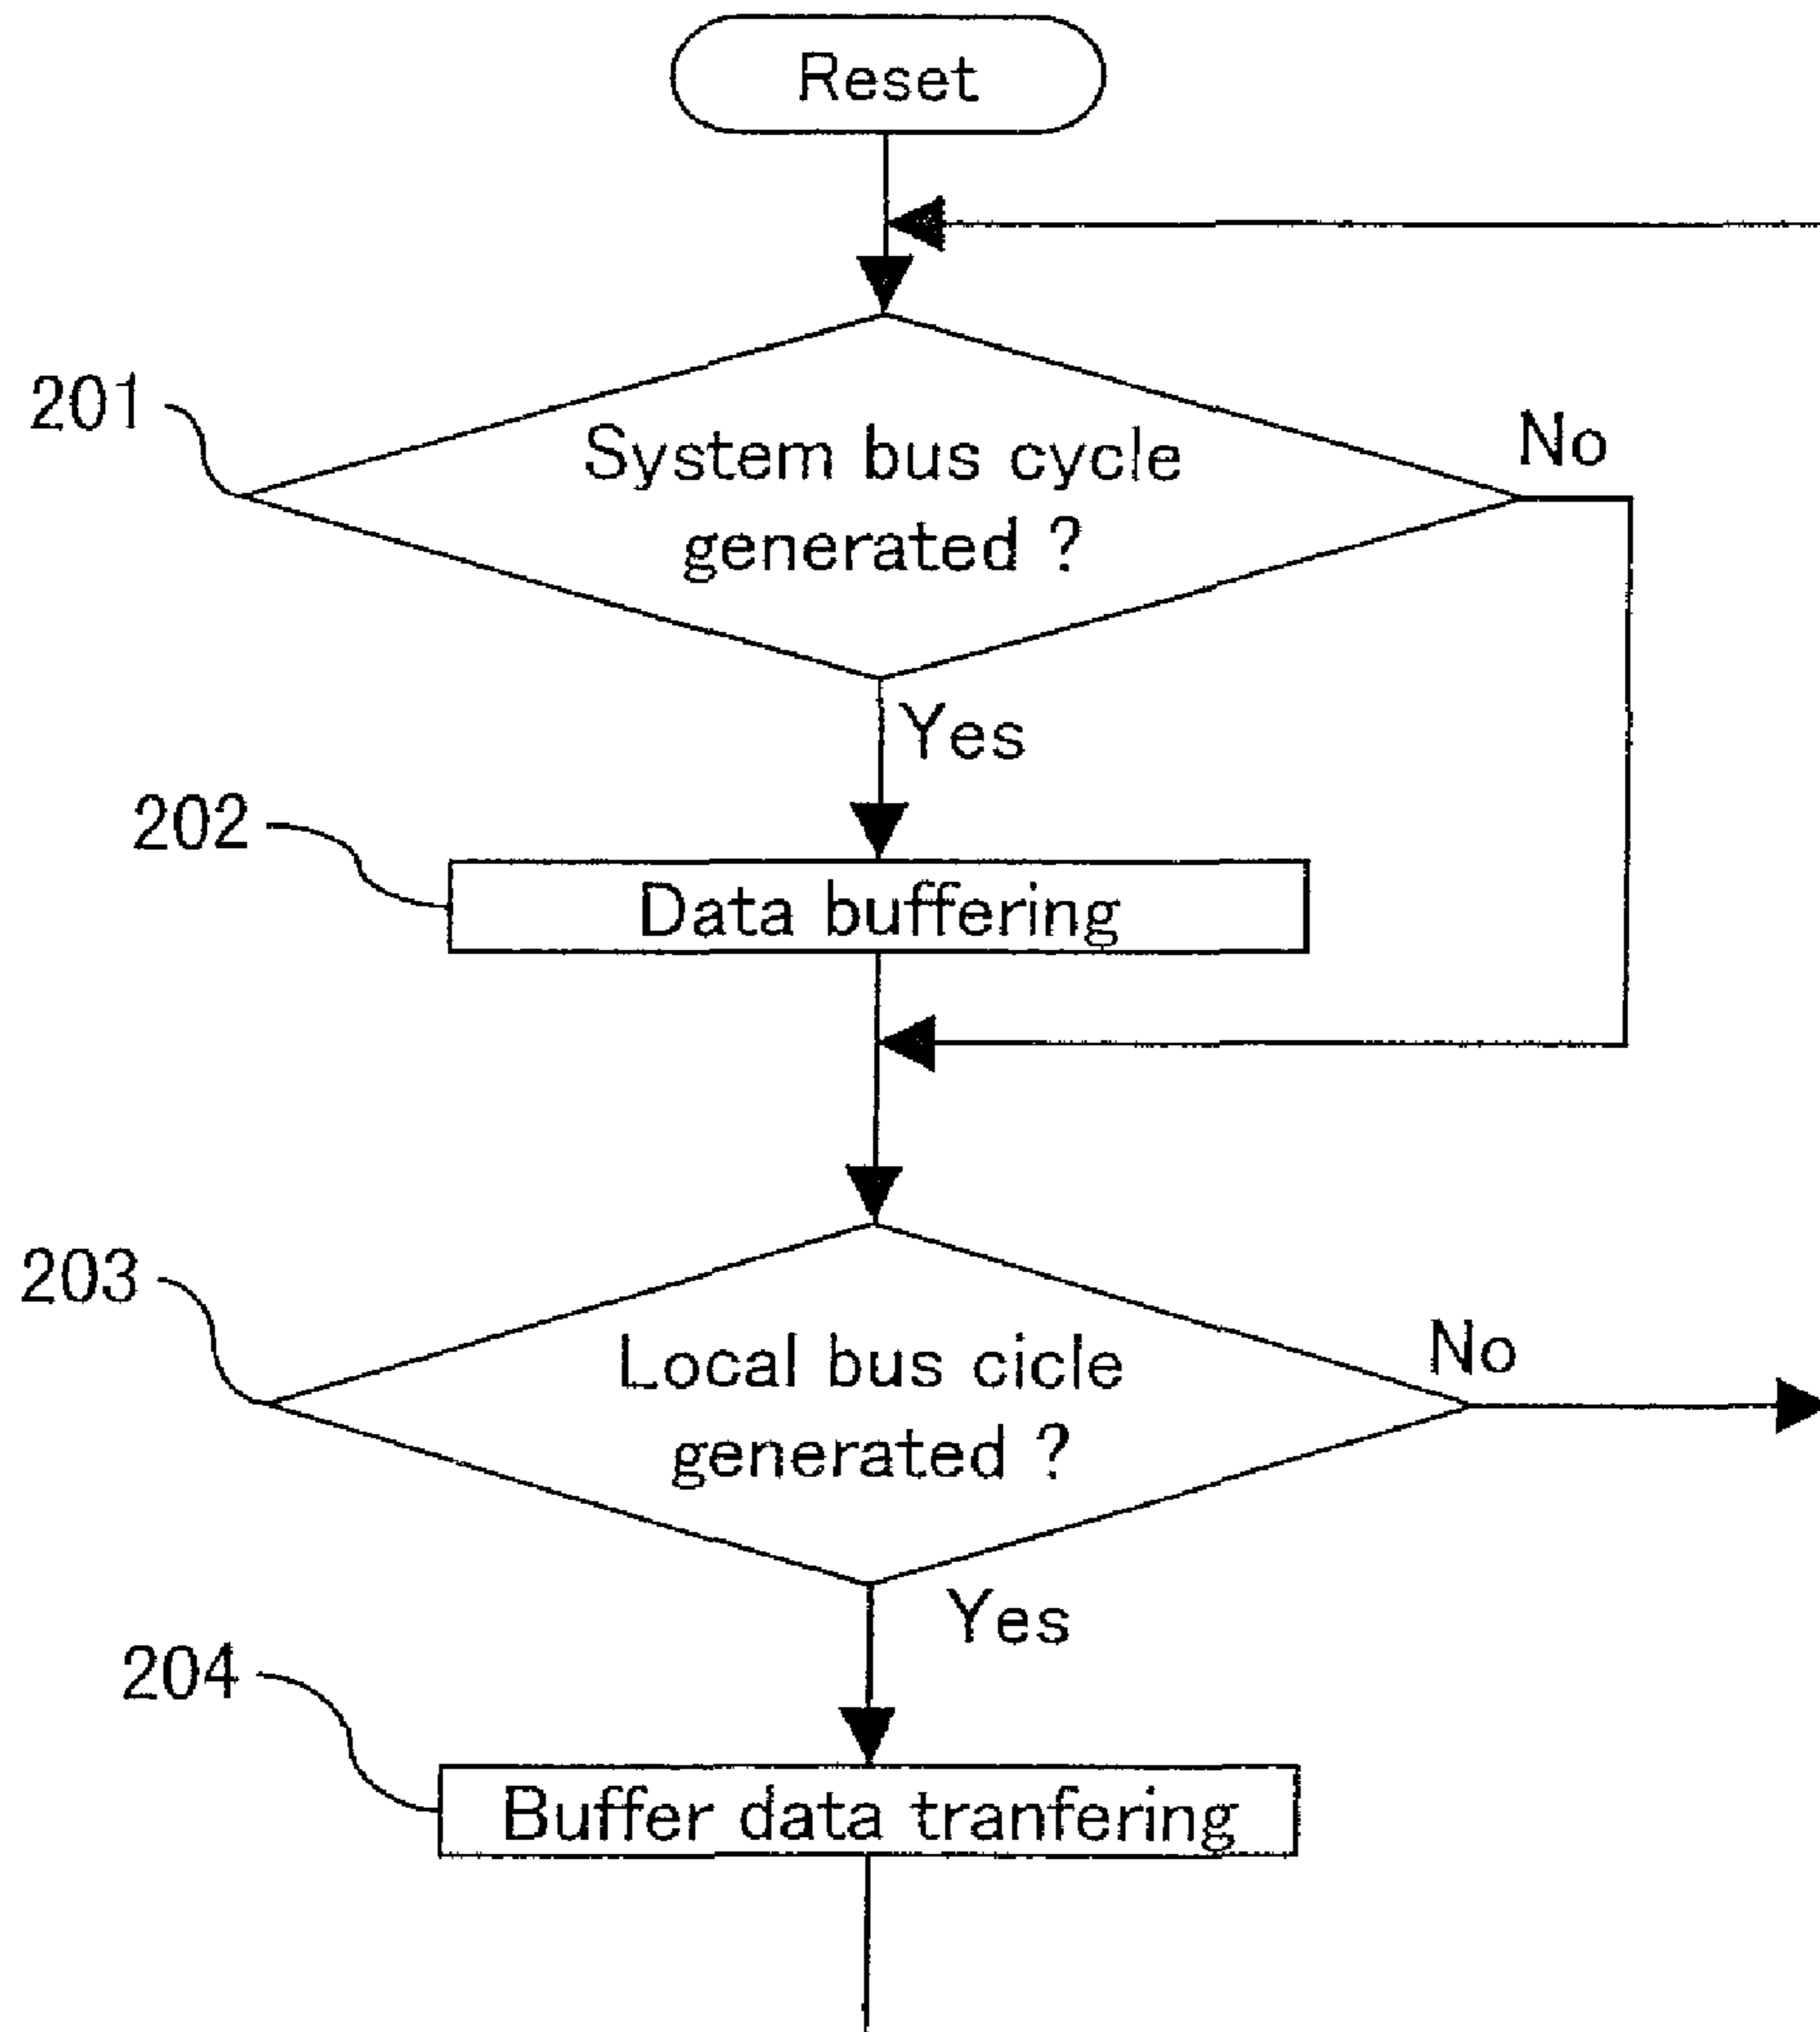 Reset
201
System bus cycle
generated ?
No
Yes
202
Data buffering
203
Local bus cicle
generated ?
No
Yes
204
Buffer data tranfering